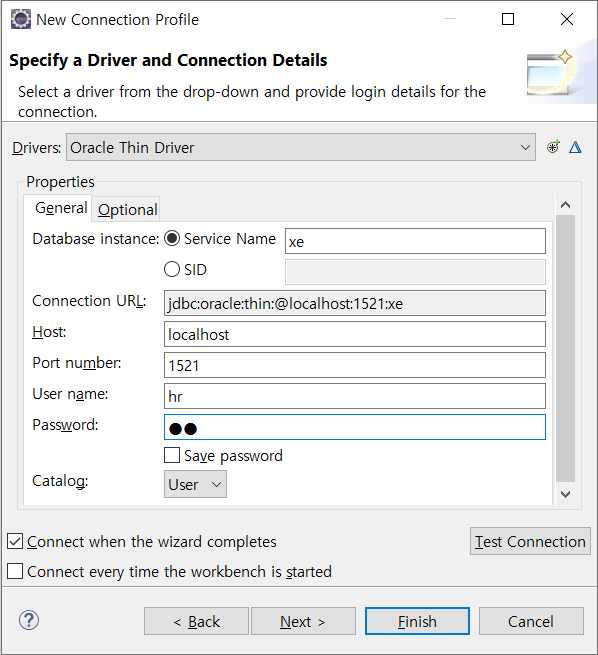 New Connection Profile
Specify a Driver and Connection Details
Select a driver from the drop-down and provide login details for the
connection.
Drivers: Oracle Thin Driver
Properties
General Optional
Database instance: Service Name xe
SID
Connection URL: jdbc:oracle:thin:@localhost:1521:xe
Host: localhost
Port number: 1521
User name: hr
Password: ●●
Save password
Catalog: User
Connect when the wizard completes Test Connection
Connect every time the workbench is started
? < Back Next > Finish Cancel